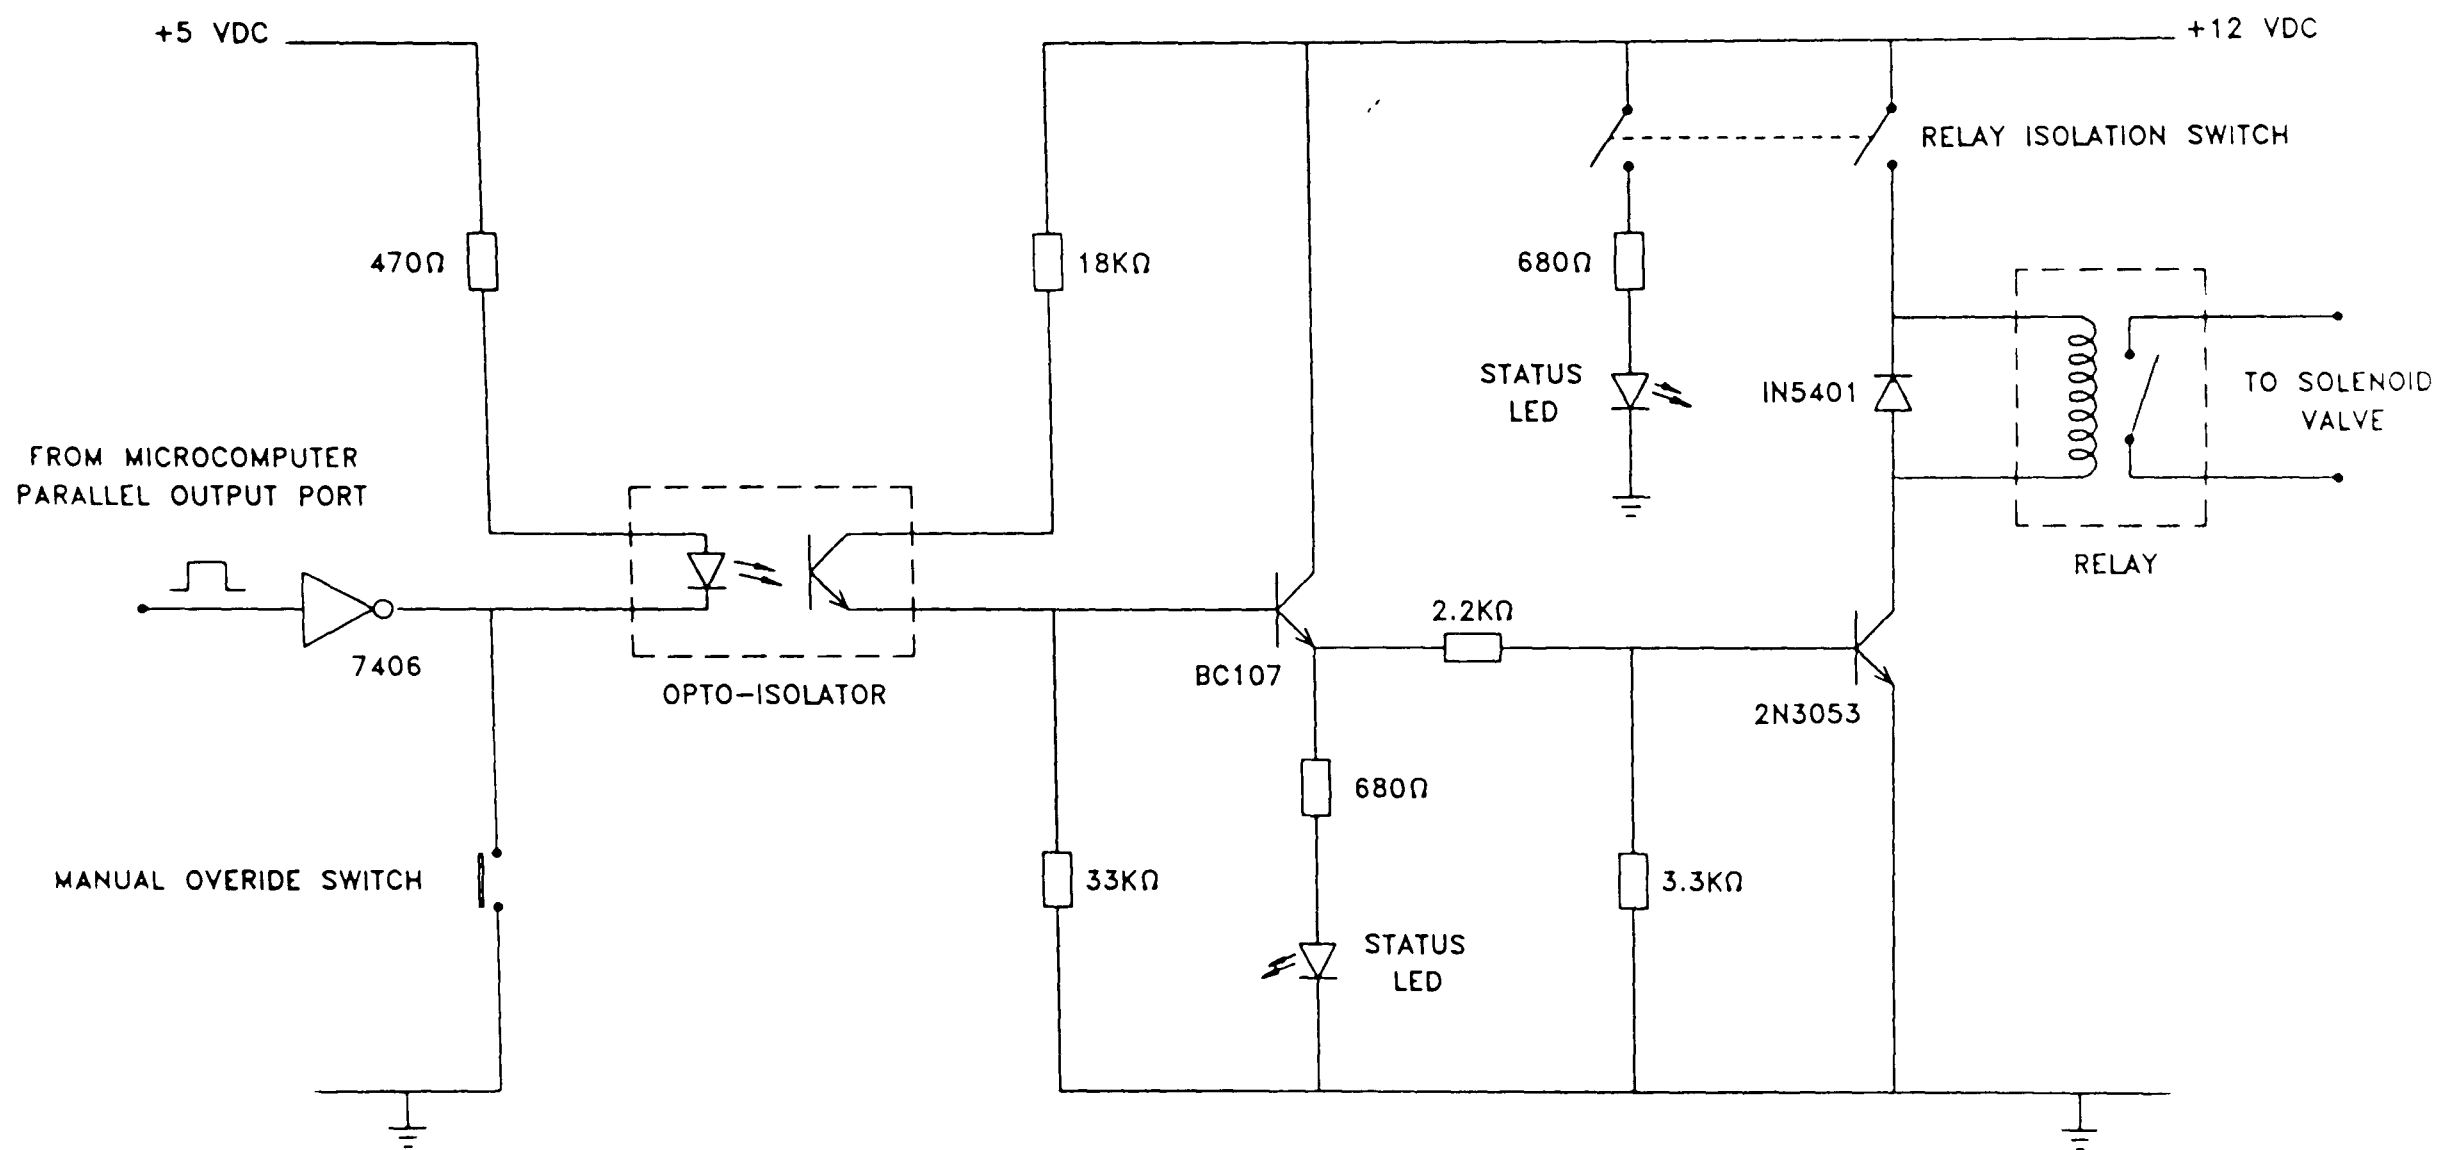 +5 VDC
+12 VDC
RELAY ISOLATION SWITCH
470Ω
18KΩ
680Ω
STATUS
LED
IN5401
TO SOLENOID
VALVE
FROM MICROCOMPUTER
PARALLEL OUTPUT PORT
RELAY
2.2KΩ
7406
OPTO-ISOLATOR
BC107
2N3053
680Ω
MANUAL OVERIDE SWITCH
33KΩ
3.3KΩ
STATUS
LED